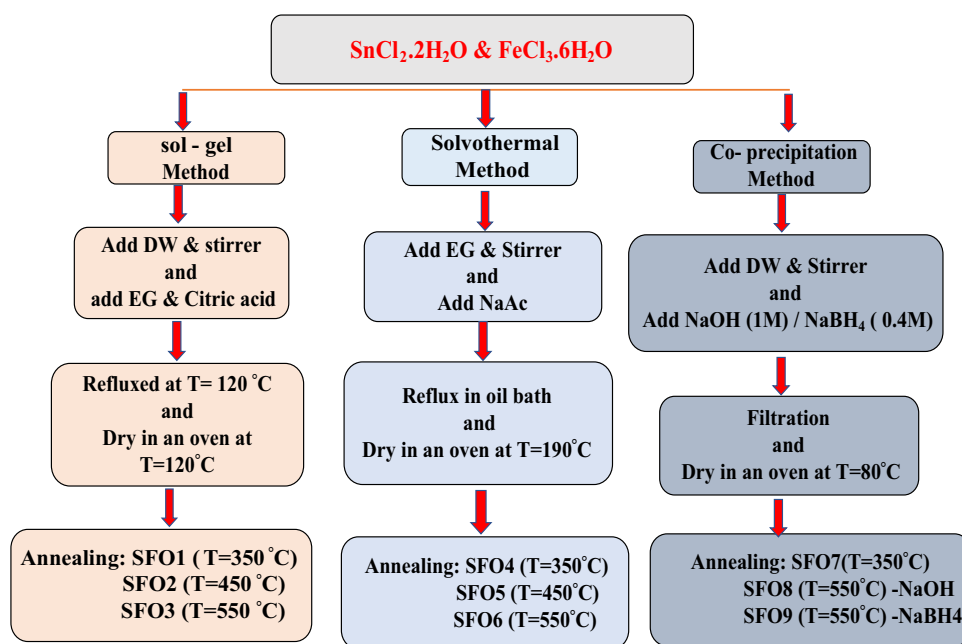 SnCl₂.2H₂O & FeCl₃.6H₂O
sol - gel
Method
Add DW & stirrer
and
add EG & Citric acid
Refluxed at T= 120 °C
and
Dry in an oven at
T=120°C
Annealing: SFO1 ( T=350 °C)
SFO2 (T=450 °C)
SFO3 (T=550 °C)
Solvothermal
Method
Add EG & Stirrer
and
Add NaAc
Reflux in oil bath
and
Dry in an oven at T=190°C
Annealing: SFO4 (T=350°C)
SFO5 (T=450°C)
SFO6 (T=550°C)
Co- precipitation
Method
Add DW & Stirrer
and
Add NaOH (1M) / NaBH₄ ( 0.4M)
Filtration
and
Dry in an oven at T=80°C
Annealing: SFO7(T=350°C)
SFO8 (T=550°C) -NaOH
SFO9 (T=550°C) -NaBH4